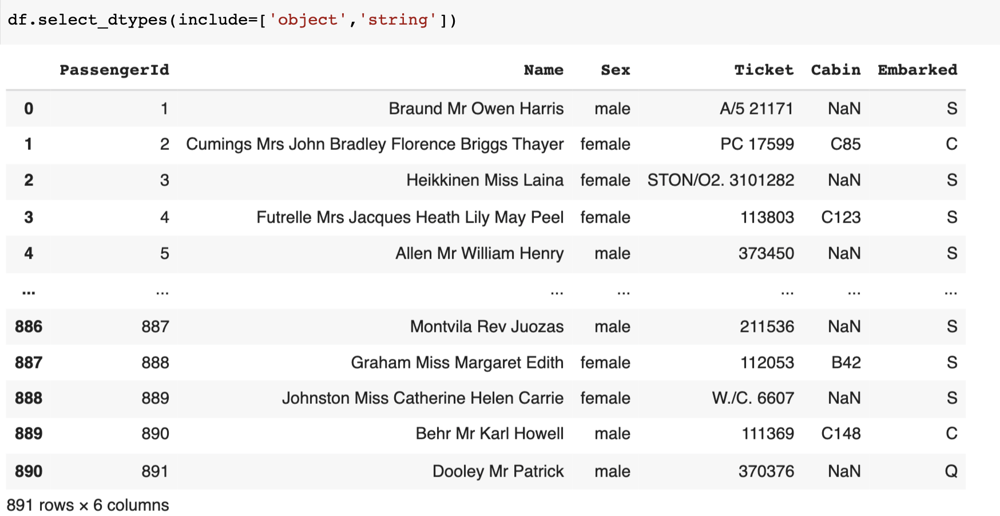 df.select_dtypes(include=['object','string'])
PassengerId Name Sex Ticket Cabin Embarked
0 1 Braund Mr Owen Harris male A/5 21171 NaN S
1 2 Cumings Mrs John Bradley Florence Briggs Thayer female PC 17599 C85 C
2 3 Heikkinen Miss Laina female STON/O2. 3101282 NaN S
3 4 Futrelle Mrs Jacques Heath Lily May Peel female 113803 C123 S
4 5 Allen Mr William Henry male 373450 NaN S
... ... ... ... ... ... ...
886 887 Montvila Rev Juozas male 211536 NaN S
887 888 Graham Miss Margaret Edith female 112053 B42 S
888 889 Johnston Miss Catherine Helen Carrie female W./C. 6607 NaN S
889 890 Behr Mr Karl Howell male 111369 C148 C
890 891 Dooley Mr Patrick male 370376 NaN Q
891 rows × 6 columns